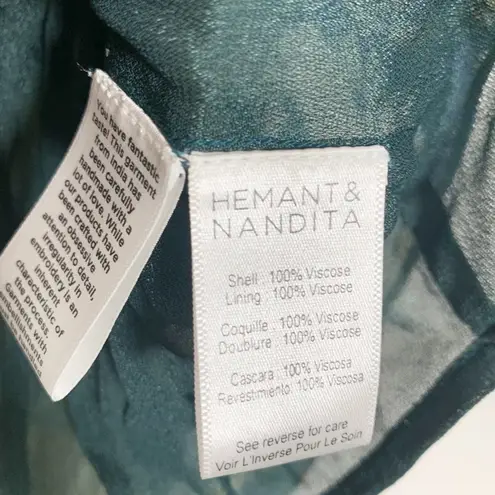 You have fantastic
taste! This garment
from India has
been carefully
handmade with a
lot of love. While
our products have
been crafted with
an obsessive
attention to detail,
irregularity in
embroidery is an
inherent
characteristic of
the process
Garments with
embellishments
HEMANT &
NANDITA
Shell : 100% Viscose
Lining : 100% Viscose
Coquille : 100% Viscose
Doublure : 100% Viscose
Cascara : 100% Viscosa
Revestimiento: 100% Viscosa
See reverse for care
Voir L'Inverse Pour Le Soin